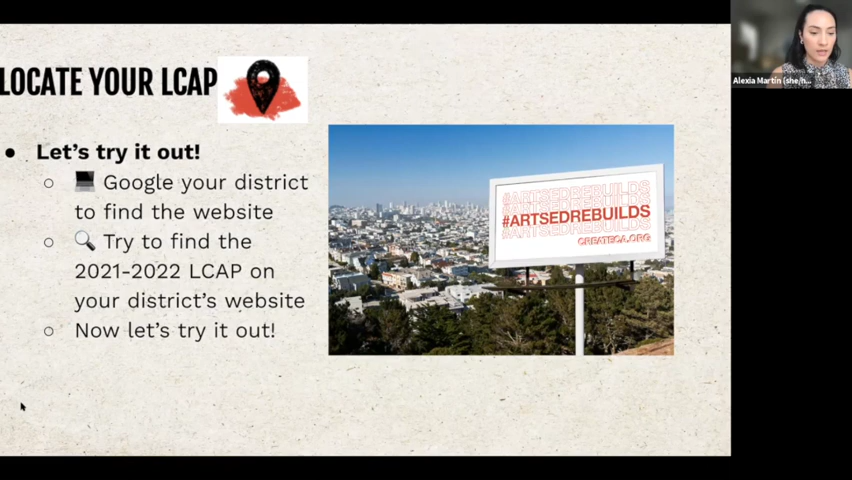 LOCATE YOUR LCAP
Alexia Martin (she/h...
● Let's try it out!
○ 💻 Google your district
to find the website
○ 🔍 Try to find the
2021-2022 LCAP on
your district's website
○ Now let's try it out!
#ARTSEDREBUILDS
#ARTSEDREBUILDS
#ARTSEDREBUILDS
#ARTSEDREBUILDS
#ARTSEDREBUILDS
CREATECA.ORG